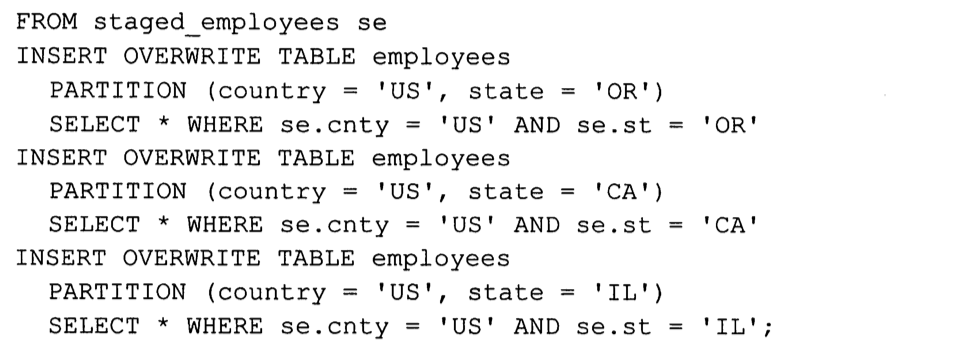 FROM staged_employees se
INSERT OVERWRITE TABLE employees
  PARTITION (country = 'US', state = 'OR')
  SELECT * WHERE se.cnty = 'US' AND se.st = 'OR'
INSERT OVERWRITE TABLE employees
  PARTITION (country = 'US', state = 'CA')
  SELECT * WHERE se.cnty = 'US' AND se.st = 'CA'
INSERT OVERWRITE TABLE employees
  PARTITION (country = 'US', state = 'IL')
  SELECT * WHERE se.cnty = 'US' AND se.st = 'IL';